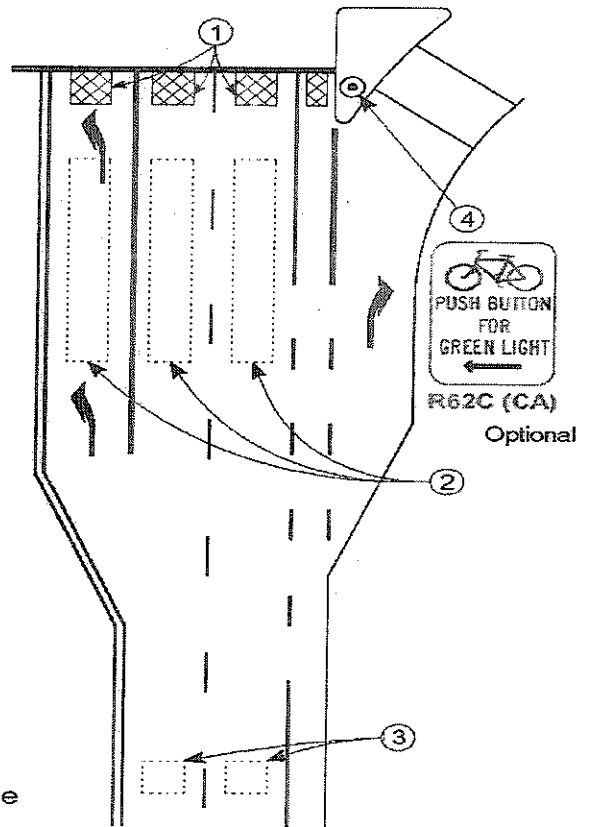 1
4
PUSH BUTTON
FOR
GREEN LIGHT
R62C (CA)
Optional
2
3
e